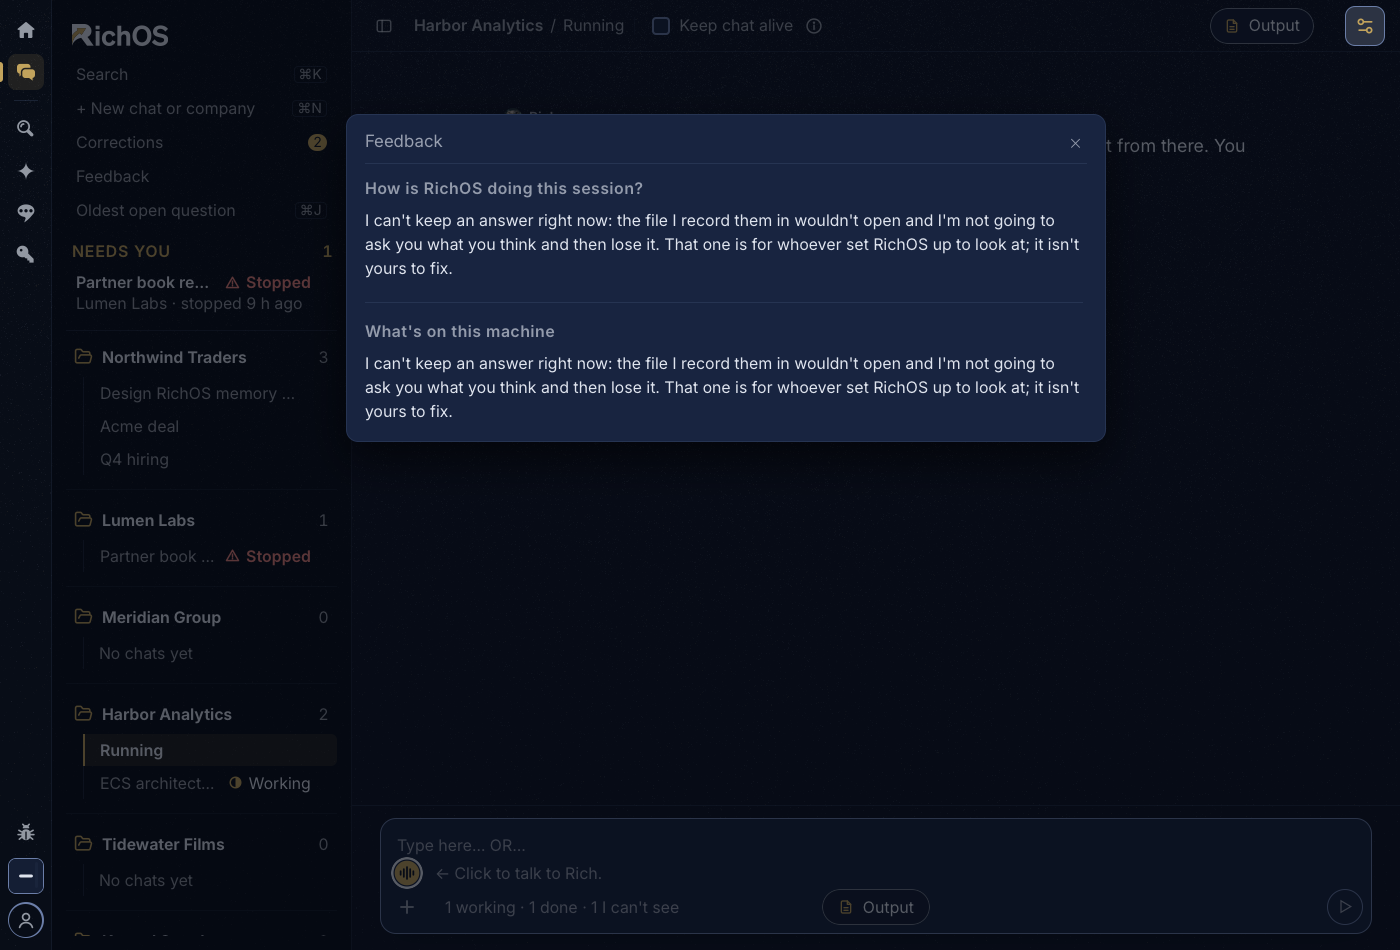 RichOS
Search ⌘K
+ New chat or company ⌘N
Corrections 2
Feedback
Oldest open question ⌘J
NEEDS YOU 1
Partner book re... Stopped
Lumen Labs · stopped 9 h ago
Northwind Traders 3
Design RichOS memory ...
Acme deal
Q4 hiring
Lumen Labs 1
Partner book ... Stopped
Meridian Group 0
No chats yet
Harbor Analytics 2
Running
ECS architect... Working
Tidewater Films 0
No chats yet
Harbor Analytics / Running
Keep chat alive
Output
t from there. You
Feedback
How is RichOS doing this session?
I can't keep an answer right now: the file I record them in wouldn't open and I'm not going to
ask you what you think and then lose it. That one is for whoever set RichOS up to look at; it isn't
yours to fix.
What's on this machine
I can't keep an answer right now: the file I record them in wouldn't open and I'm not going to
ask you what you think and then lose it. That one is for whoever set RichOS up to look at; it isn't
yours to fix.
Type here... OR...
← Click to talk to Rich.
1 working · 1 done · 1 I can't see
Output